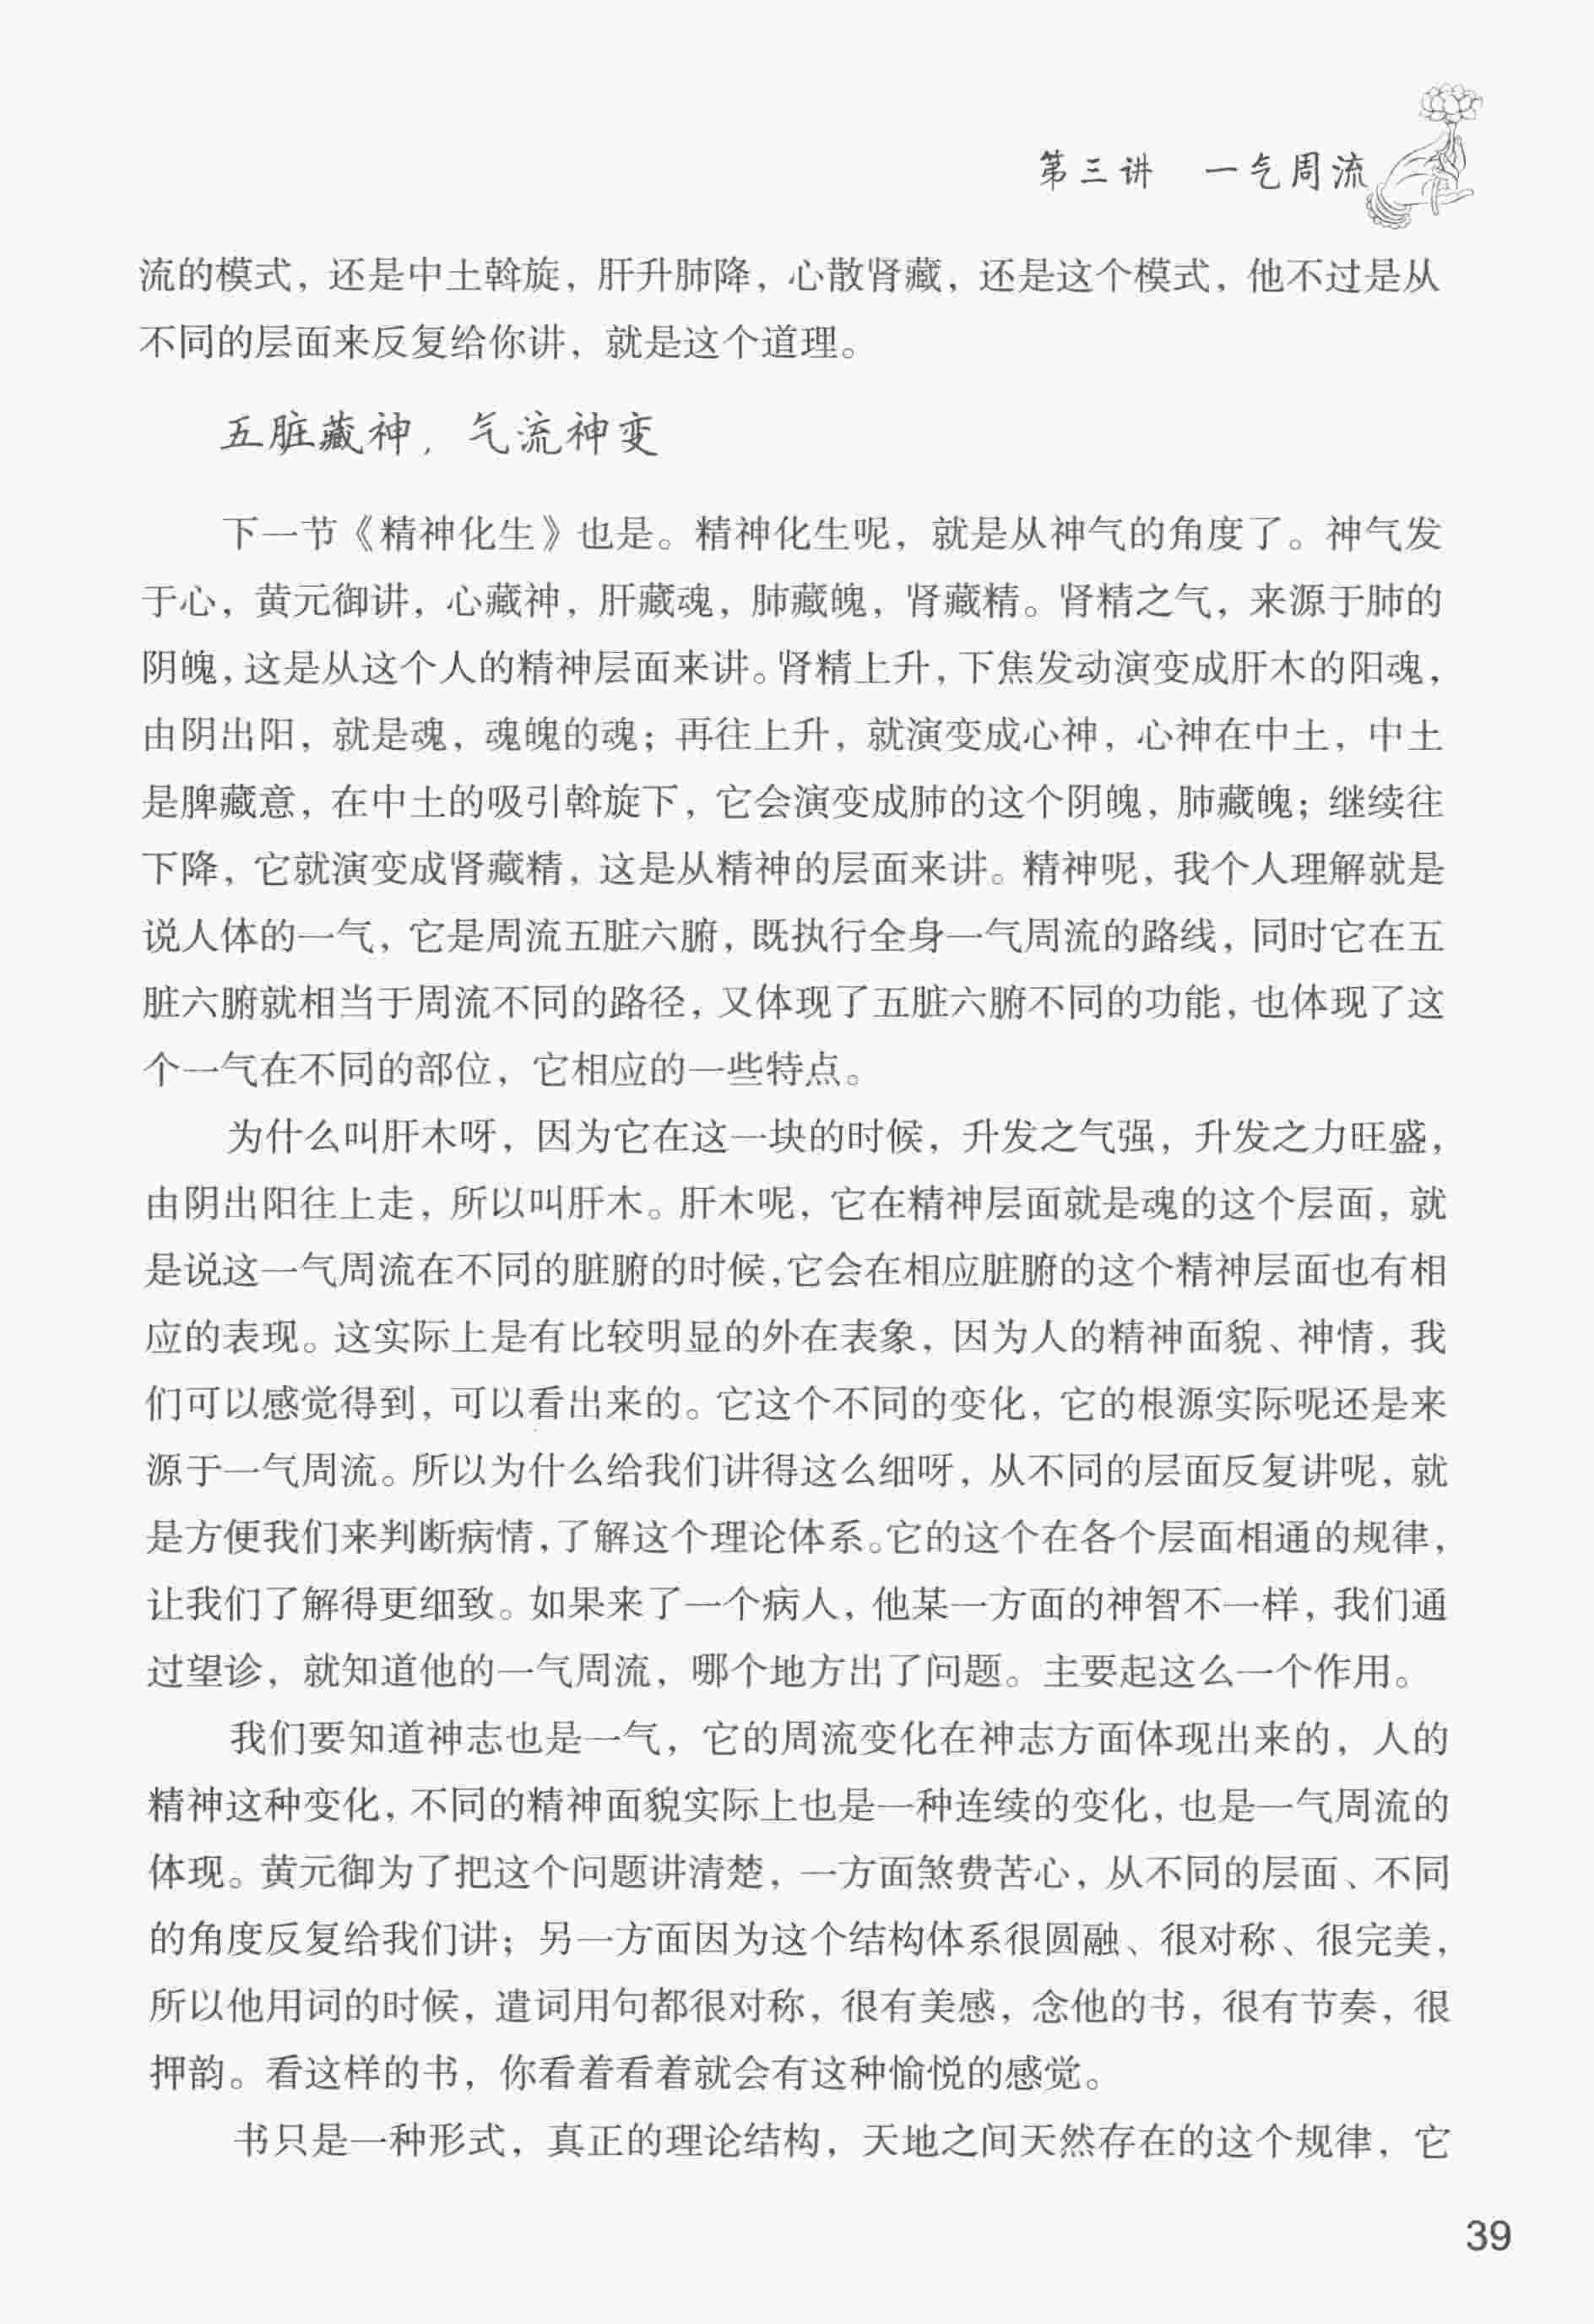 第三讲 一气周流
流的模式，还是中土斡旋，肝升肺降，心散肾藏，还是这个模式，他不过是从
不同的层面来反复给你讲，就是这个道理。
五脏藏神，气流神变
下一节《精神化生》也是。精神化生呢，就是从神气的角度了。神气发
于心，黄元御讲，心藏神，肝藏魂，肺藏魄，肾藏精。肾精之气，来源于肺的
阴魄，这是从这个人的精神层面来讲。肾精上升，下焦发动演变成肝木的阳魂，
由阴出阳，就是魂，魂魄的魂；再往上升，就演变成心神，心神在中土，中土
是脾藏意，在中土的吸引斡旋下，它会演变成肺的这个阴魄，肺藏魄；继续往
下降，它就演变成肾藏精，这是从精神的层面来讲。精神呢，我个人理解就是
说人体的一气，它是周流五脏六腑，既执行全身一气周流的路线，同时它在五
脏六腑就相当于周流不同的路径，又体现了五脏六腑不同的功能，也体现了这
个一气在不同的部位，它相应的一些特点。
为什么叫肝木呀，因为它在这一块的时候，升发之气强，升发之力旺盛，
由阴出阳往上走，所以叫肝木。肝木呢，它在精神层面就是魂的这个层面，就
是说这一气周流在不同的脏腑的时候，它会在相应脏腑的这个精神层面也有相
应的表现。这实际上是有比较明显的外在表象，因为人的精神面貌、神情，我
们可以感觉得到，可以看出来的。它这个不同的变化，它的根源实际呢还是来
源于一气周流。所以为什么给我们讲得这么细呀，从不同的层面反复讲呢，就
是方便我们来判断病情，了解这个理论体系。它的这个在各个层面相通的规律，
让我们了解得更细致。如果来了一个病人，他某一方面的神智不一样，我们通
过望诊，就知道他的一气周流，哪个地方出了问题。主要起这么一个作用。
我们要知道神志也是一气，它的周流变化在神志方面体现出来的，人的
精神这种变化，不同的精神面貌实际上也是一种连续的变化，也是一气周流的
体现。黄元御为了把这个问题讲清楚，一方面煞费苦心，从不同的层面、不同
的角度反复给我们讲；另一方面因为这个结构体系很圆融、很对称、很完美，
所以他用词的时候，遣词用句都很对称，很有美感，念他的书，很有节奏，很
押韵。看这样的书，你看着看着就会有这种愉悦的感觉。
书只是一种形式，真正的理论结构，天地之间天然存在的这个规律，它
39